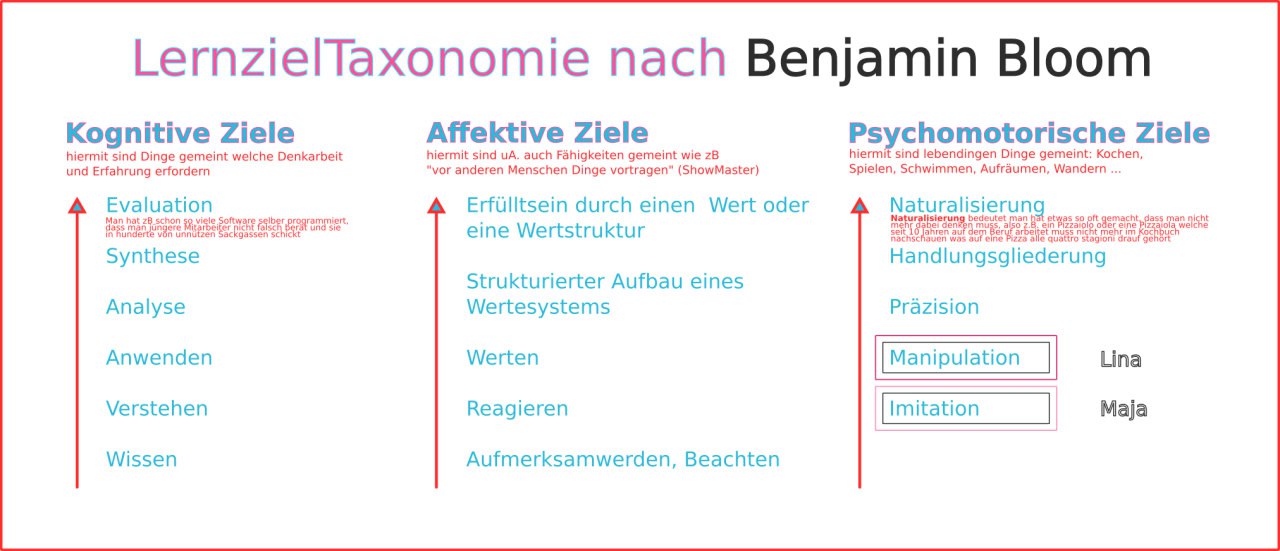 LernzielTaxonomie nach Benjamin Bloom
Kognitive Ziele
hiermit sind Dinge gemeint welche Denkarbeit
und Erfahrung erfordern
Evaluation
Man hat zB schon so viele Software selber programmiert,
dass man jüngere Mitarbeiter nicht falsch berät und sie
in hunderte von unnützen Sackgassen schickt
Synthese
Analyse
Anwenden
Verstehen
Wissen
Affektive Ziele
hiermit sind uA. auch Fähigkeiten gemeint wie zB
"vor anderen Menschen Dinge vortragen" (ShowMaster)
Erfülltsein durch einen  Wert oder
eine Wertstruktur
Strukturierter Aufbau eines
Wertesystems
Werten
Reagieren
Aufmerksamwerden, Beachten
Psychomotorische Ziele
hiermit sind lebendingen Dinge gemeint: Kochen,
Spielen, Schwimmen, Aufräumen, Wandern ...
Naturalisierung
Naturalisierung bedeutet man hat etwas so oft gemacht, dass man nicht
mehr dabei denken muss, also z.B. ein Pizzaiolo oder eine Pizzaiola welche
seit 10 Jahren auf dem Beruf arbeitet muss nicht mehr im Kochbuch
nachschauen was auf eine Pizza alle quattro stagioni drauf gehört
Handlungsgliederung
Präzision
Manipulation
Lina
Imitation
Maja